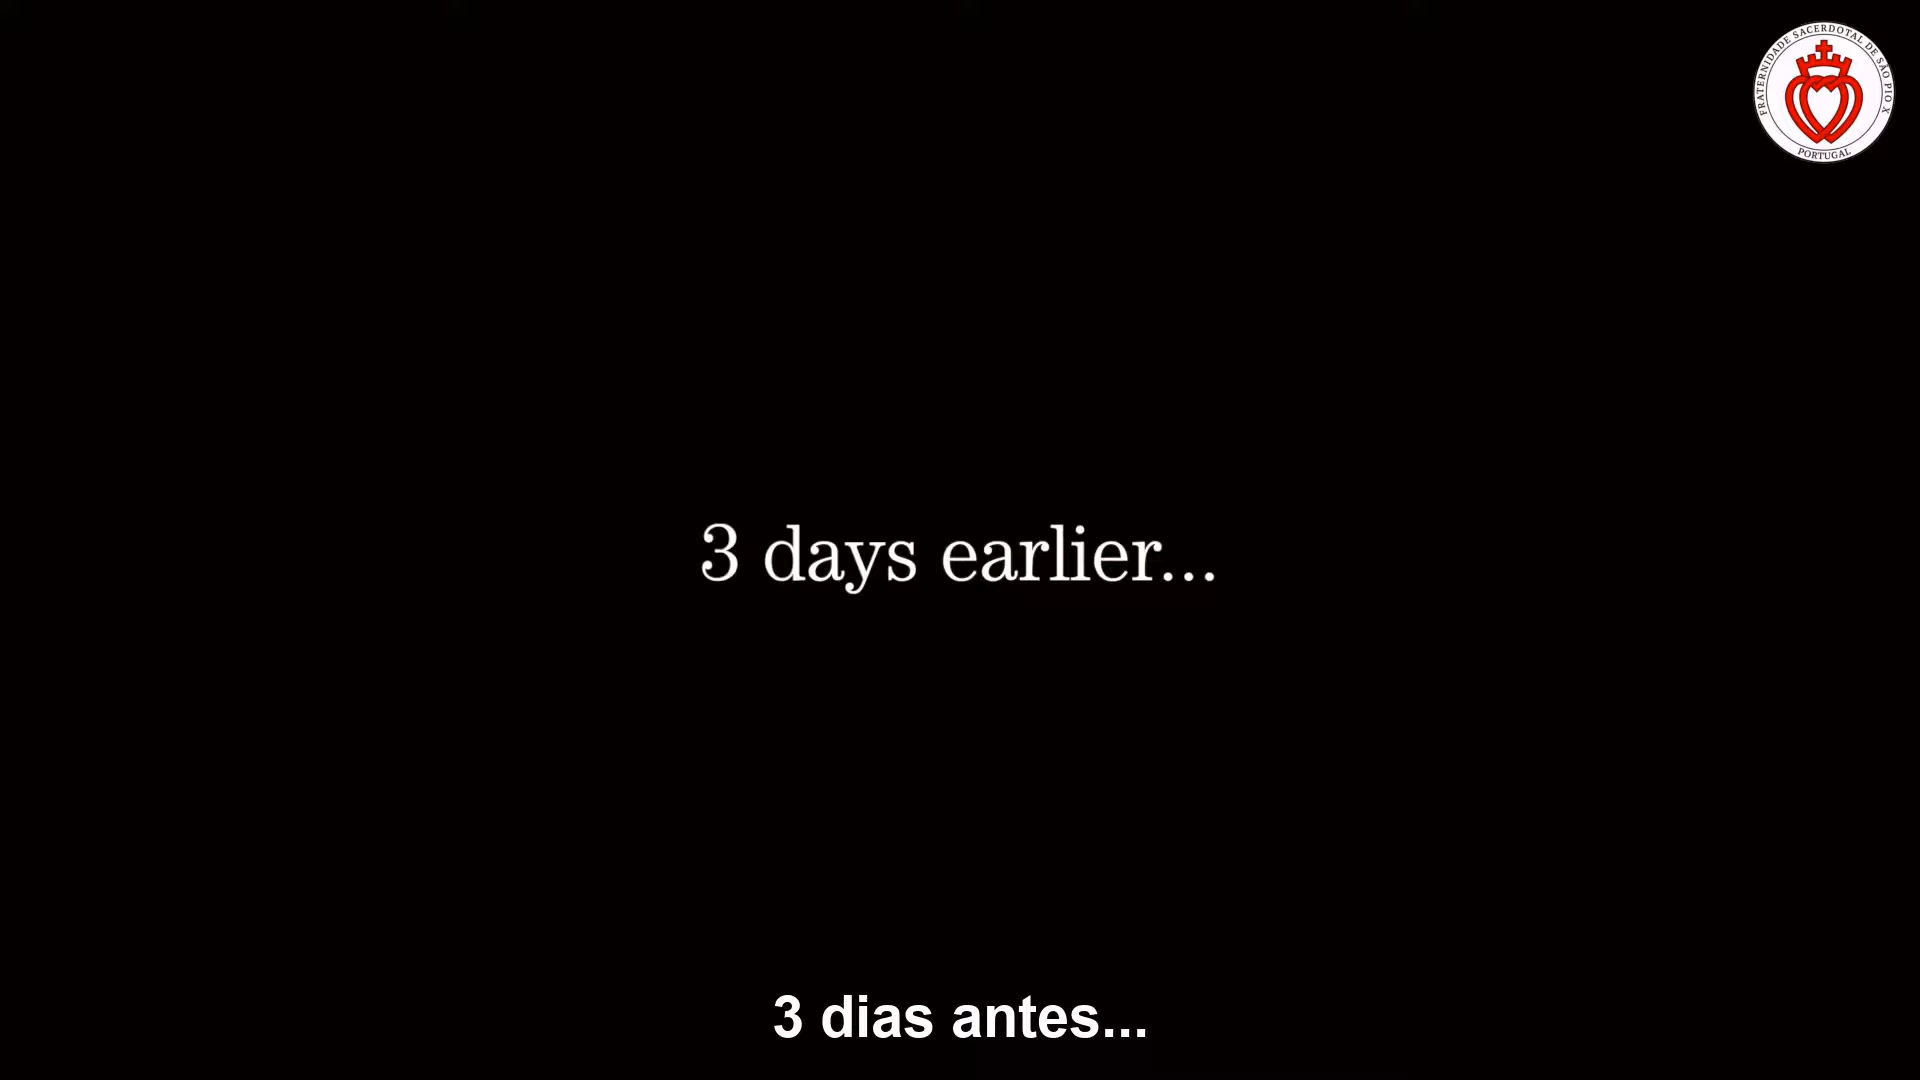 FRATERNIDADE SACERDOTAL DE SÃO PIO X
PORTUGAL
3 days earlier...
3 dias antes...